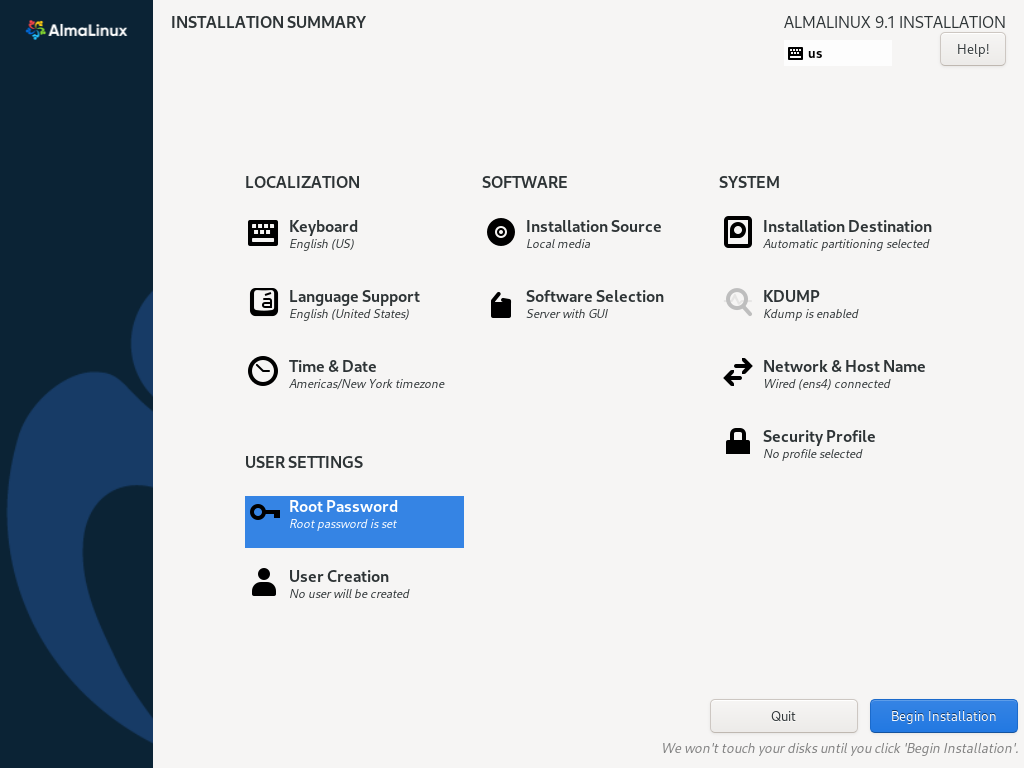 AlmaLinux
INSTALLATION SUMMARY
ALMALINUX 9.1 INSTALLATION
us
Help!
LOCALIZATION
Keyboard
English (US)
Language Support
English (United States)
Time & Date
Americas/New York timezone
SOFTWARE
Installation Source
Local media
Software Selection
Server with GUI
SYSTEM
Installation Destination
Automatic partitioning selected
KDUMP
Kdump is enabled
Network & Host Name
Wired (ens4) connected
Security Profile
No profile selected
USER SETTINGS
Root Password
Root password is set
User Creation
No user will be created
Quit
Begin Installation
We won't touch your disks until you click 'Begin Installation'.